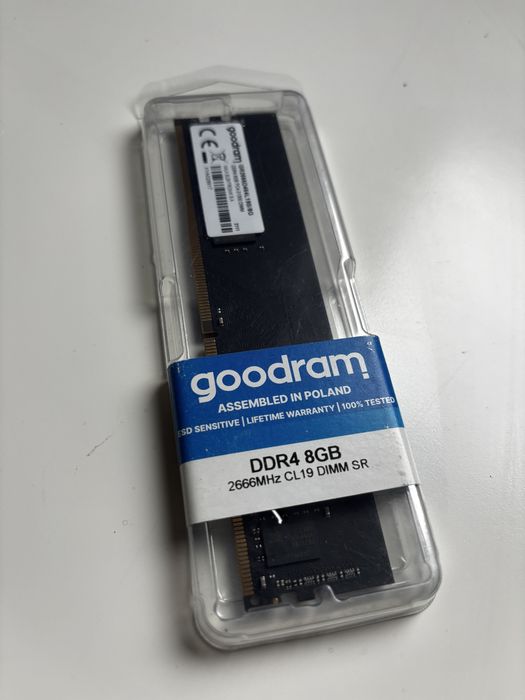 goodram
goodram
ASSEMBLED IN POLAND
ESD SENSITIVE | LIFETIME WARRANTY | 100% TESTED
DDR4 8GB
2666MHz CL19 DIMM SR